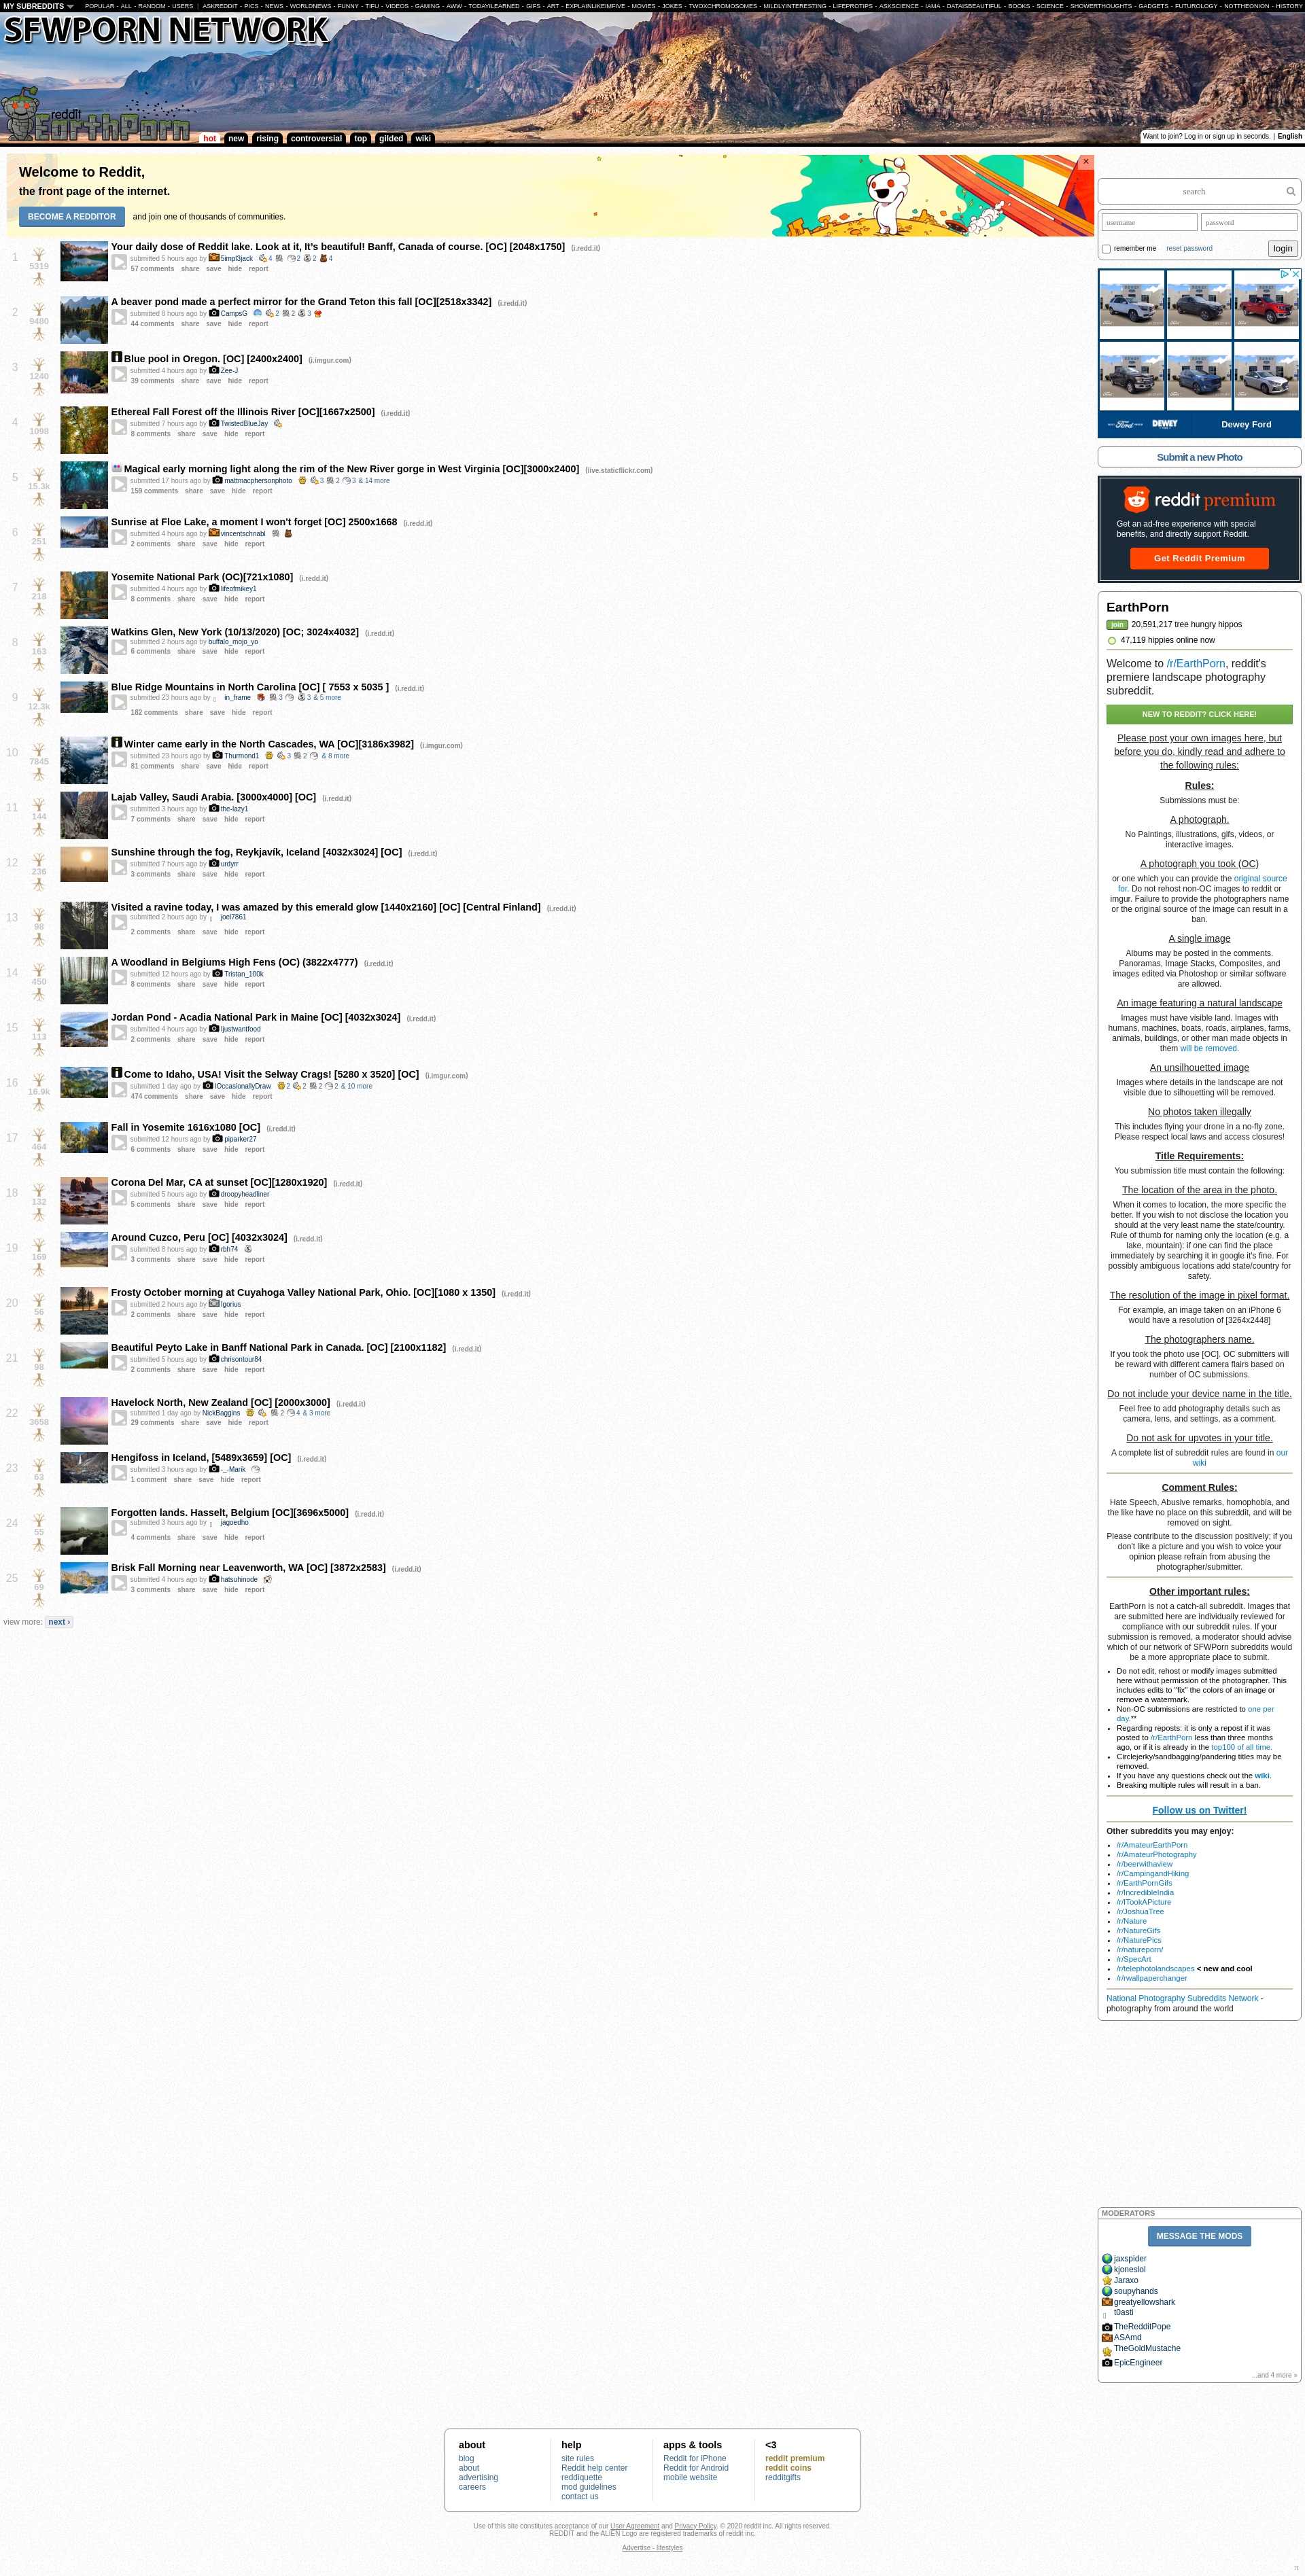 MY SUBREDDITS
POPULAR - ALL - RANDOM - USERS | ASKREDDIT - PICS - NEWS - WORLDNEWS - FUNNY - TIFU - VIDEOS - GAMING - AWW - TODAYILEARNED - GIFS - ART - EXPLAINLIKEIMFIVE - MOVIES - JOKES - TWOXCHROMOSOMES - MILDLYINTERESTING - LIFEPROTIPS - ASKSCIENCE - IAMA - DATAISBEAUTIFUL - BOOKS - SCIENCE - SHOWERTHOUGHTS - GADGETS - FUTUROLOGY - NOTTHEONION - HISTORY
SFWPORN NETWORK
reddit
EarthPorn
hot new rising controversial top gilded wiki
Want to join? Log in or sign up in seconds. | English
Welcome to Reddit,
the front page of the internet.
BECOME A REDDITOR and join one of thousands of communities.
×
1
5319
Your daily dose of Reddit lake. Look at it, It's beautiful! Banff, Canada of course. [OC] [2048x1750] (i.redd.it)
submitted 5 hours ago by 5impl3jack 4 2 2 4
57 comments share save hide report
2
9480
A beaver pond made a perfect mirror for the Grand Teton this fall [OC][2518x3342] (i.redd.it)
submitted 8 hours ago by CampsG 2 2 3
44 comments share save hide report
3
1240
Blue pool in Oregon. [OC] [2400x2400] (i.imgur.com)
submitted 4 hours ago by Zee-J
39 comments share save hide report
4
1098
Ethereal Fall Forest off the Illinois River [OC][1667x2500] (i.redd.it)
submitted 7 hours ago by TwistedBlueJay
8 comments share save hide report
5
15.3k
Magical early morning light along the rim of the New River gorge in West Virginia [OC][3000x2400] (live.staticflickr.com)
submitted 17 hours ago by mattmacphersonphoto 3 2 3 & 14 more
159 comments share save hide report
6
251
Sunrise at Floe Lake, a moment I won't forget [OC] 2500x1668 (i.redd.it)
submitted 4 hours ago by vincentschnabl
2 comments share save hide report
7
218
Yosemite National Park (OC)[721x1080] (i.redd.it)
submitted 4 hours ago by lifeofmikey1
8 comments share save hide report
8
163
Watkins Glen, New York (10/13/2020) [OC; 3024x4032] (i.redd.it)
submitted 2 hours ago by buffalo_mojo_yo
6 comments share save hide report
9
12.3k
Blue Ridge Mountains in North Carolina [OC] [ 7553 x 5035 ] (i.redd.it)
submitted 23 hours ago by in_frame 3 3 & 5 more
182 comments share save hide report
10
7845
Winter came early in the North Cascades, WA [OC][3186x3982] (i.imgur.com)
submitted 23 hours ago by Thurmond1 3 2 & 8 more
81 comments share save hide report
11
144
Lajab Valley, Saudi Arabia. [3000x4000] [OC] (i.redd.it)
submitted 3 hours ago by the-lazy1
7 comments share save hide report
12
236
Sunshine through the fog, Reykjavík, Iceland [4032x3024] [OC] (i.redd.it)
submitted 7 hours ago by urdyrr
3 comments share save hide report
13
98
Visited a ravine today, I was amazed by this emerald glow [1440x2160] [OC] [Central Finland] (i.redd.it)
submitted 2 hours ago by joel7861
2 comments share save hide report
14
450
A Woodland in Belgiums High Fens (OC) (3822x4777) (i.redd.it)
submitted 12 hours ago by Tristan_100k
8 comments share save hide report
15
113
Jordan Pond - Acadia National Park in Maine [OC] [4032x3024] (i.redd.it)
submitted 4 hours ago by Ijustwantfood
2 comments share save hide report
16
16.9k
Come to Idaho, USA! Visit the Selway Crags! [5280 x 3520] [OC] (i.imgur.com)
submitted 1 day ago by IOccasionallyDraw 2 2 2 2 & 10 more
474 comments share save hide report
17
464
Fall in Yosemite 1616x1080 [OC] (i.redd.it)
submitted 12 hours ago by piparker27
6 comments share save hide report
18
132
Corona Del Mar, CA at sunset [OC][1280x1920] (i.redd.it)
submitted 5 hours ago by droopyheadliner
5 comments share save hide report
19
169
Around Cuzco, Peru [OC] [4032x3024] (i.redd.it)
submitted 8 hours ago by rbh74
3 comments share save hide report
20
56
Frosty October morning at Cuyahoga Valley National Park, Ohio. [OC][1080 x 1350] (i.redd.it)
submitted 2 hours ago by Igorius
2 comments share save hide report
21
98
Beautiful Peyto Lake in Banff National Park in Canada. [OC] [2100x1182] (i.redd.it)
submitted 5 hours ago by chrisontour84
2 comments share save hide report
22
3658
Havelock North, New Zealand [OC] [2000x3000] (i.redd.it)
submitted 1 day ago by NickBaggins 2 4 & 3 more
29 comments share save hide report
23
63
Hengifoss in Iceland, [5489x3659] [OC] (i.redd.it)
submitted 3 hours ago by -_-Marik
1 comment share save hide report
24
55
Forgotten lands. Hasselt, Belgium [OC][3696x5000] (i.redd.it)
submitted 3 hours ago by jagoedho
4 comments share save hide report
25
69
Brisk Fall Morning near Leavenworth, WA [OC] [3872x2583] (i.redd.it)
submitted 4 hours ago by hatsuhinode
3 comments share save hide report
view more: next ›
search
username password
remember me reset password login
Ford DEWEY Dewey Ford
Submit a new Photo
reddit premium
Get an ad-free experience with special
benefits, and directly support Reddit.
Get Reddit Premium
EarthPorn
join 20,591,217 tree hungry hippos
47,119 hippies online now
Welcome to /r/EarthPorn, reddit's
premiere landscape photography
subreddit.
NEW TO REDDIT? CLICK HERE!
Please post your own images here, but
before you do, kindly read and adhere to
the following rules:
Rules:
Submissions must be:
A photograph.
No Paintings, illustrations, gifs, videos, or
interactive images.
A photograph you took (OC)
or one which you can provide the original source
for. Do not rehost non-OC images to reddit or
imgur. Failure to provide the photographers name
or the original source of the image can result in a
ban.
A single image
Albums may be posted in the comments.
Panoramas, Image Stacks, Composites, and
images edited via Photoshop or similar software
are allowed.
An image featuring a natural landscape
Images must have visible land. Images with
humans, machines, boats, roads, airplanes, farms,
animals, buildings, or other man made objects in
them will be removed.
An unsilhouetted image
Images where details in the landscape are not
visible due to silhouetting will be removed.
No photos taken illegally
This includes flying your drone in a no-fly zone.
Please respect local laws and access closures!
Title Requirements:
You submission title must contain the following:
The location of the area in the photo.
When it comes to location, the more specific the
better. If you wish to not disclose the location you
should at the very least name the state/country.
Rule of thumb for naming only the location (e.g. a
lake, mountain): if one can find the place
immediately by searching it in google it's fine. For
possibly ambiguous locations add state/country for
safety.
The resolution of the image in pixel format.
For example, an image taken on an iPhone 6
would have a resolution of [3264x2448]
The photographers name.
If you took the photo use [OC]. OC submitters will
be reward with different camera flairs based on
number of OC submissions.
Do not include your device name in the title.
Feel free to add photography details such as
camera, lens, and settings, as a comment.
Do not ask for upvotes in your title.
A complete list of subreddit rules are found in our
wiki
Comment Rules:
Hate Speech, Abusive remarks, homophobia, and
the like have no place on this subreddit, and will be
removed on sight.
Please contribute to the discussion positively; if you
don't like a picture and you wish to voice your
opinion please refrain from abusing the
photographer/submitter.
Other important rules:
EarthPorn is not a catch-all subreddit. Images that
are submitted here are individually reviewed for
compliance with our subreddit rules. If your
submission is removed, a moderator should advise
which of our network of SFWPorn subreddits would
be a more appropriate place to submit.
Do not edit, rehost or modify images submitted
here without permission of the photographer. This
includes edits to "fix" the colors of an image or
remove a watermark.
Non-OC submissions are restricted to one per
day.**
Regarding reposts: it is only a repost if it was
posted to /r/EarthPorn less than three months
ago, or if it is already in the top100 of all time.
Circlejerky/sandbagging/pandering titles may be
removed.
If you have any questions check out the wiki.
Breaking multiple rules will result in a ban.
Follow us on Twitter!
Other subreddits you may enjoy:
/r/AmateurEarthPorn
/r/AmateurPhotography
/r/beerwithaview
/r/CampingandHiking
/r/EarthPornGifs
/r/IncredibleIndia
/r/ITookAPicture
/r/JoshuaTree
/r/Nature
/r/NatureGifs
/r/NaturePics
/r/natureporn/
/r/SpecArt
/r/telephotolandscapes < new and cool
/r/rwallpaperchanger
National Photography Subreddits Network -
photography from around the world
MODERATORS
MESSAGE THE MODS
jaxspider
kjoneslol
Jaraxo
soupyhands
greatyellowshark
t0asti
TheRedditPope
ASAmd
TheGoldMustache
EpicEngineer
...and 4 more »
about help apps & tools <3
blog site rules Reddit for iPhone reddit premium
about Reddit help center Reddit for Android reddit coins
advertising reddiquette mobile website redditgifts
careers mod guidelines
contact us
Use of this site constitutes acceptance of our User Agreement and Privacy Policy. © 2020 reddit inc. All rights reserved.
REDDIT and the ALIEN Logo are registered trademarks of reddit inc.
Advertise - lifestyles
π